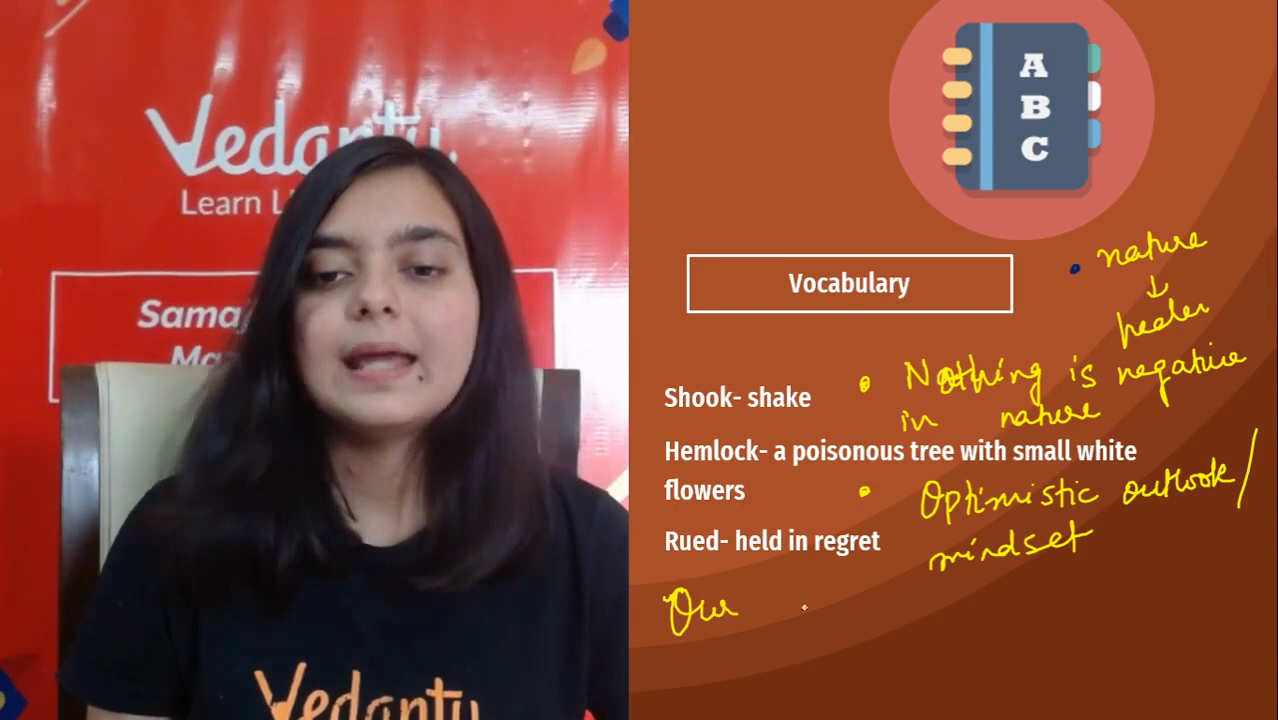 Vedantu
Learn Li
Sama
Ma
Vedantu
A
B
C
Vocabulary
• nature
↓
healer
Shook- shake
• Nothing is negative
in nature
Hemlock- a poisonous tree with small white
flowers
• Optimistic outlook/
mindset
Rued- held in regret
Our